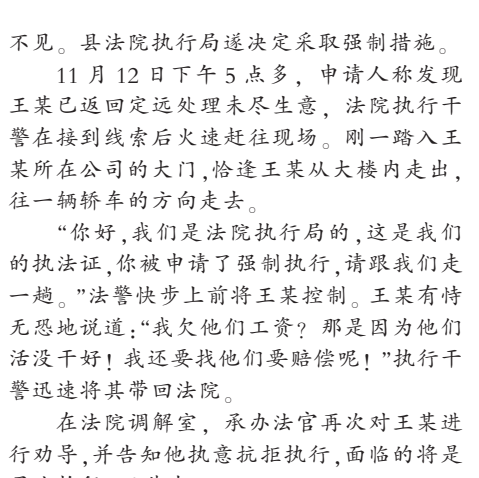 不见。县法院执行局遂决定采取强制措施。
11月12日下午5点多，申请人称发现
王某已返回定远处理未尽生意，法院执行干
警在接到线索后火速赶往现场。刚一踏入王
某所在公司的大门,恰逢王某从大楼内走出,
往一辆轿车的方向走去。
“你好,我们是法院执行局的,这是我们
的执法证,你被申请了强制执行,请跟我们走
一趟。”法警快步上前将王某控制。王某有恃
无恐地说道:“我欠他们工资？那是因为他们
活没干好！我还要找他们要赔偿呢！”执行干
警迅速将其带回法院。
在法院调解室，承办法官再次对王某进
行劝导,并告知他执意抗拒执行,面临的将是